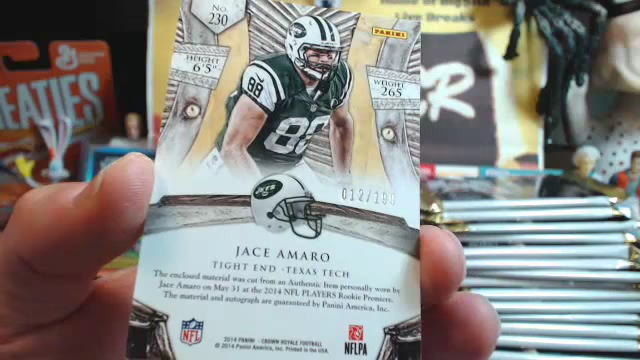 No.
230
PANINI
HEIGHT
6'5"
WEIGHT
265
88
88
EATIES
Live Breaks
JETS
JACE AMARO
TIGHT END · TEXAS TECH
The enclosed material was cut from an Authentic Item personally worn by
Jace Amaro on May 31 at the 2014 NFL PLAYERS Rookie Premiere.
The material and autograph are guaranteed by Panini America, Inc.
NFL
2014 PANINI - CROWN ROYALE FOOTBALL
© 2014 Panini America, Inc. Printed in the USA.
NFLPA